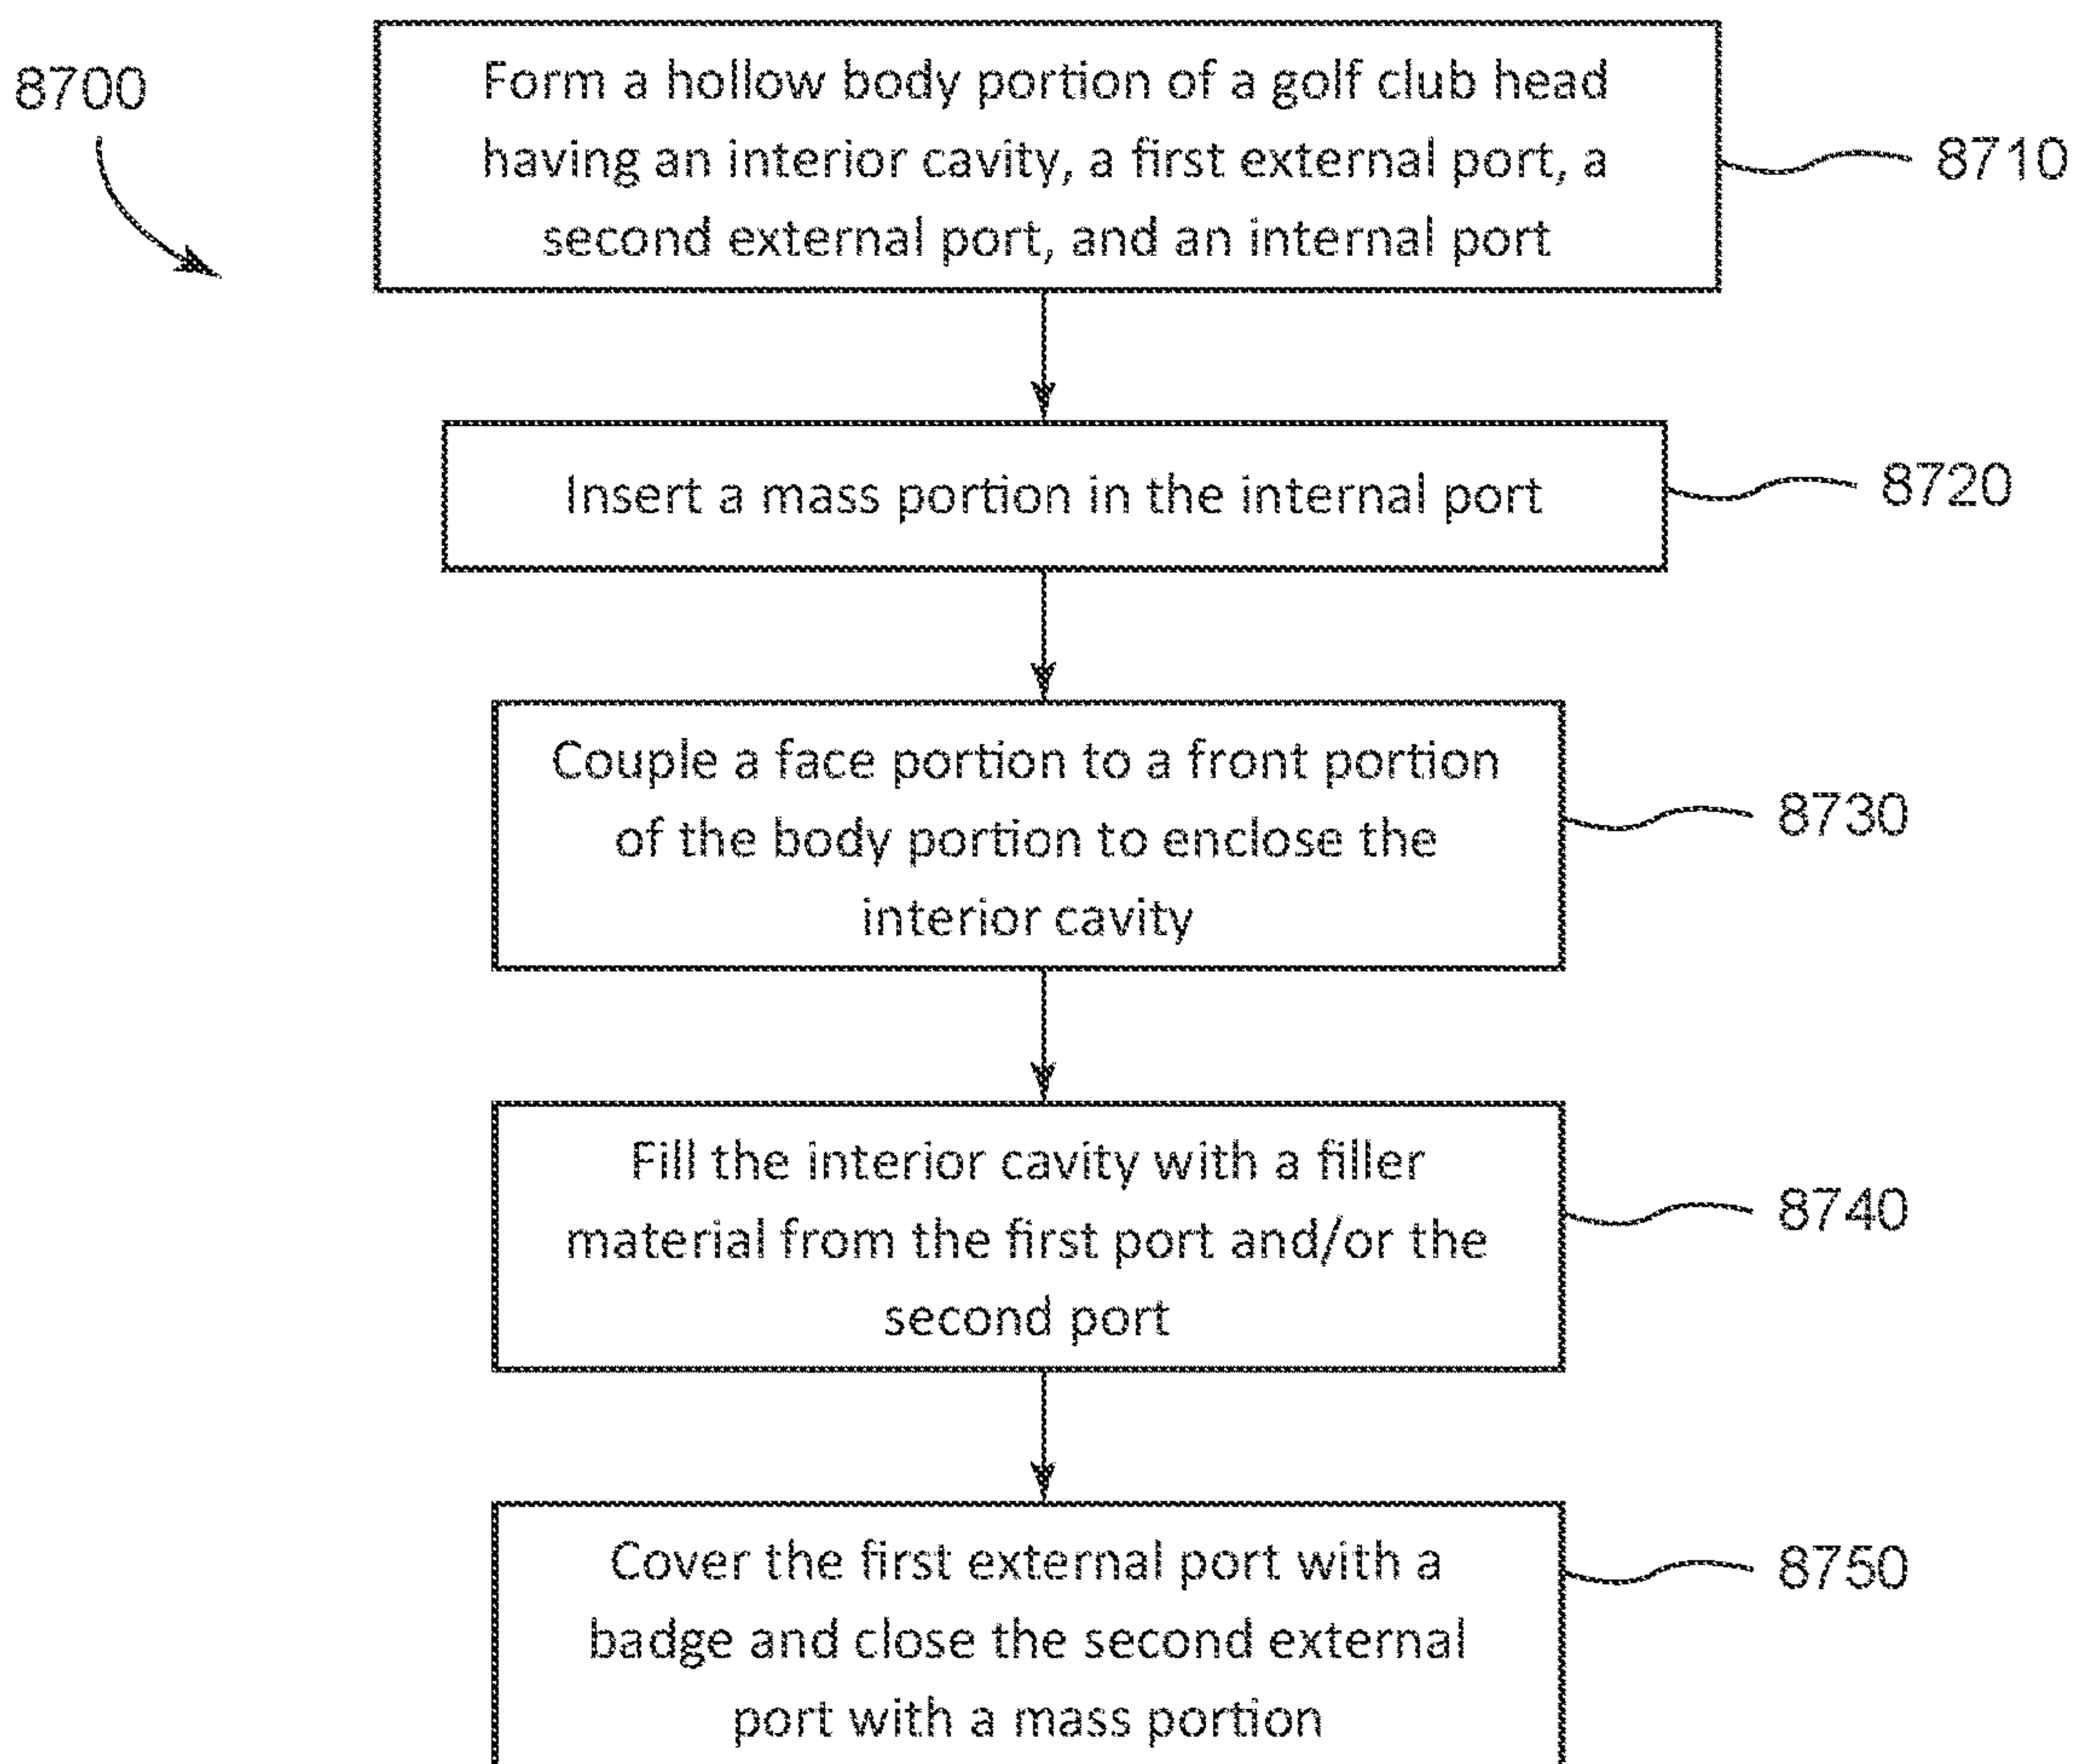 8700
Form a hollow body portion of a golf club head
having an interior cavity, a first external port, a
second external port, and an internal port
8710
Insert a mass portion in the internal port
8720
Couple a face portion to a front portion
of the body portion to enclose the
interior cavity
8730
Fill the interior cavity with a filler
material from the first port and/or the
second port
8740
Cover the first external port with a
badge and close the second external
port with a mass portion
8750